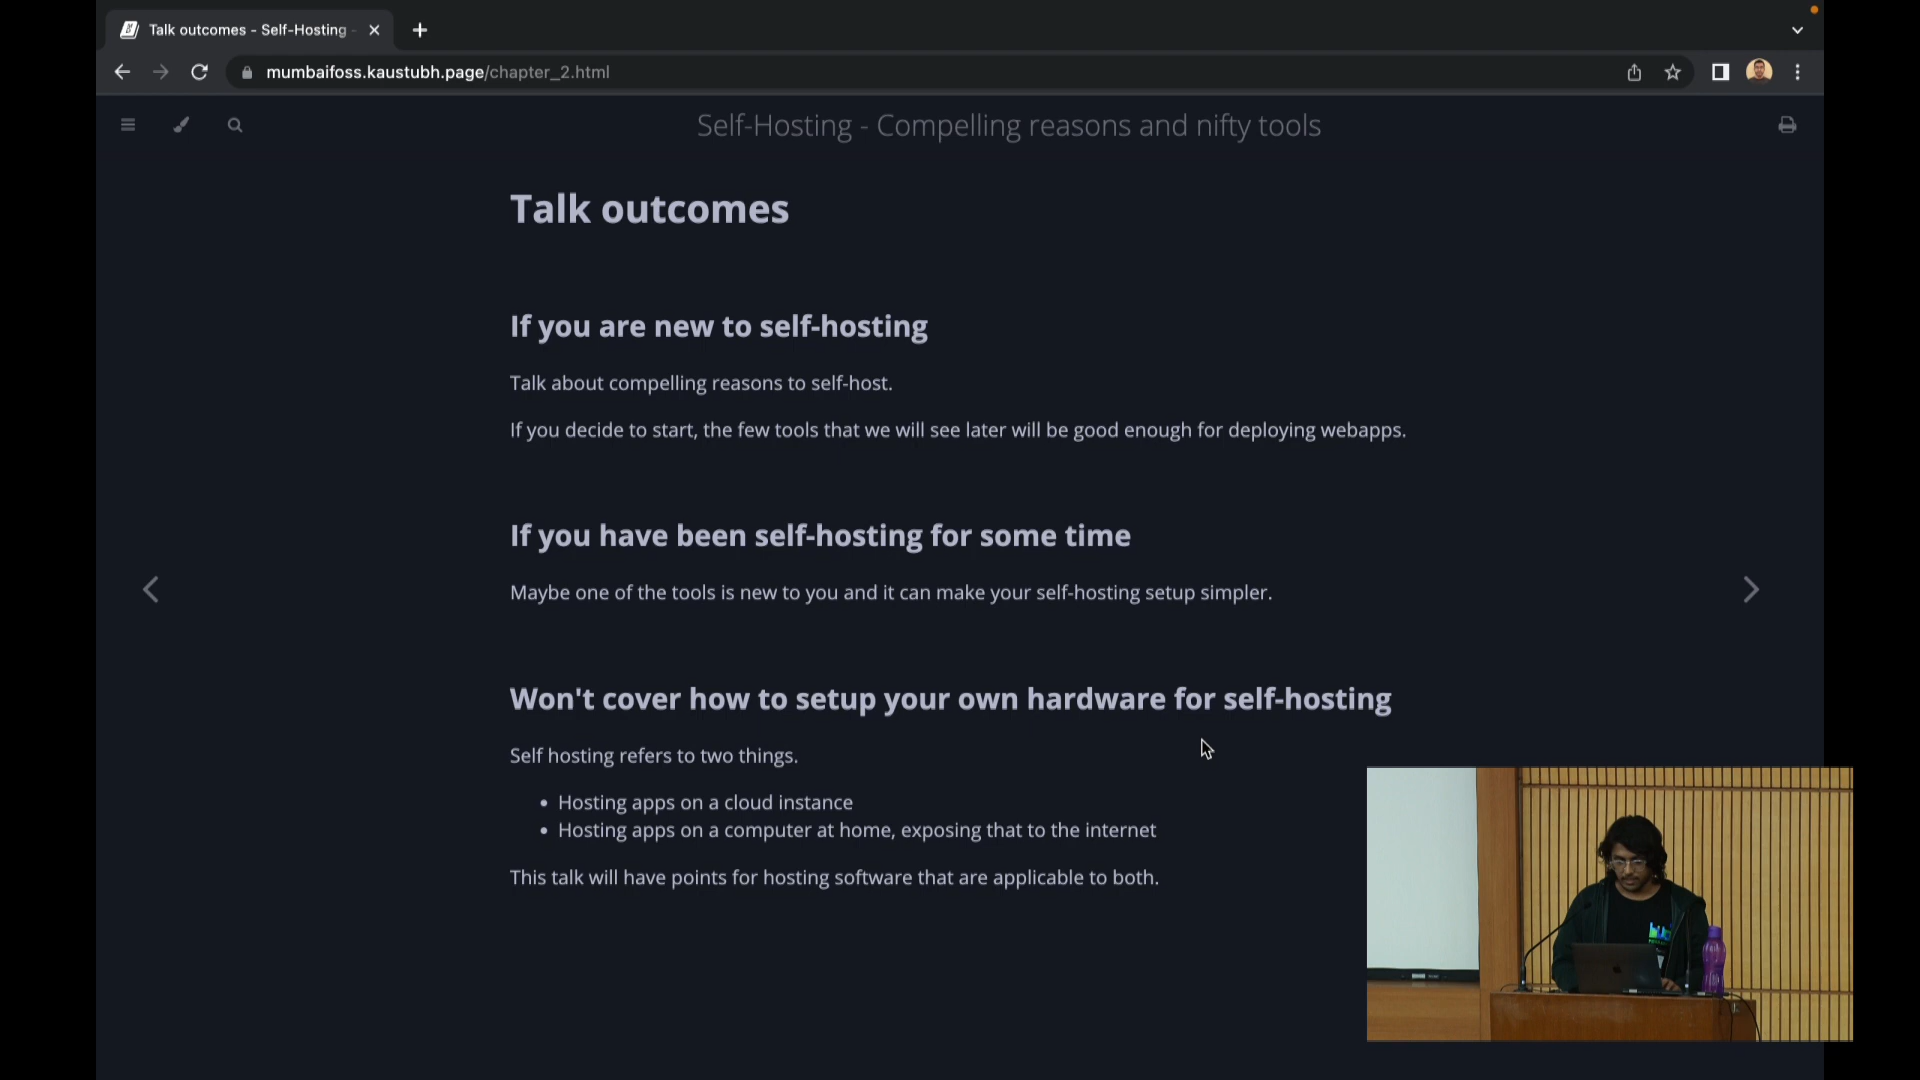 Talk outcomes - Self-Hosting -
mumbaifoss.kaustubh.page/chapter_2.html
Self-Hosting - Compelling reasons and nifty tools
Talk outcomes
If you are new to self-hosting
Talk about compelling reasons to self-host.
If you decide to start, the few tools that we will see later will be good enough for deploying webapps.
If you have been self-hosting for some time
Maybe one of the tools is new to you and it can make your self-hosting setup simpler.
Won't cover how to setup your own hardware for self-hosting
Self hosting refers to two things.
• Hosting apps on a cloud instance
• Hosting apps on a computer at home, exposing that to the internet
This talk will have points for hosting software that are applicable to both.